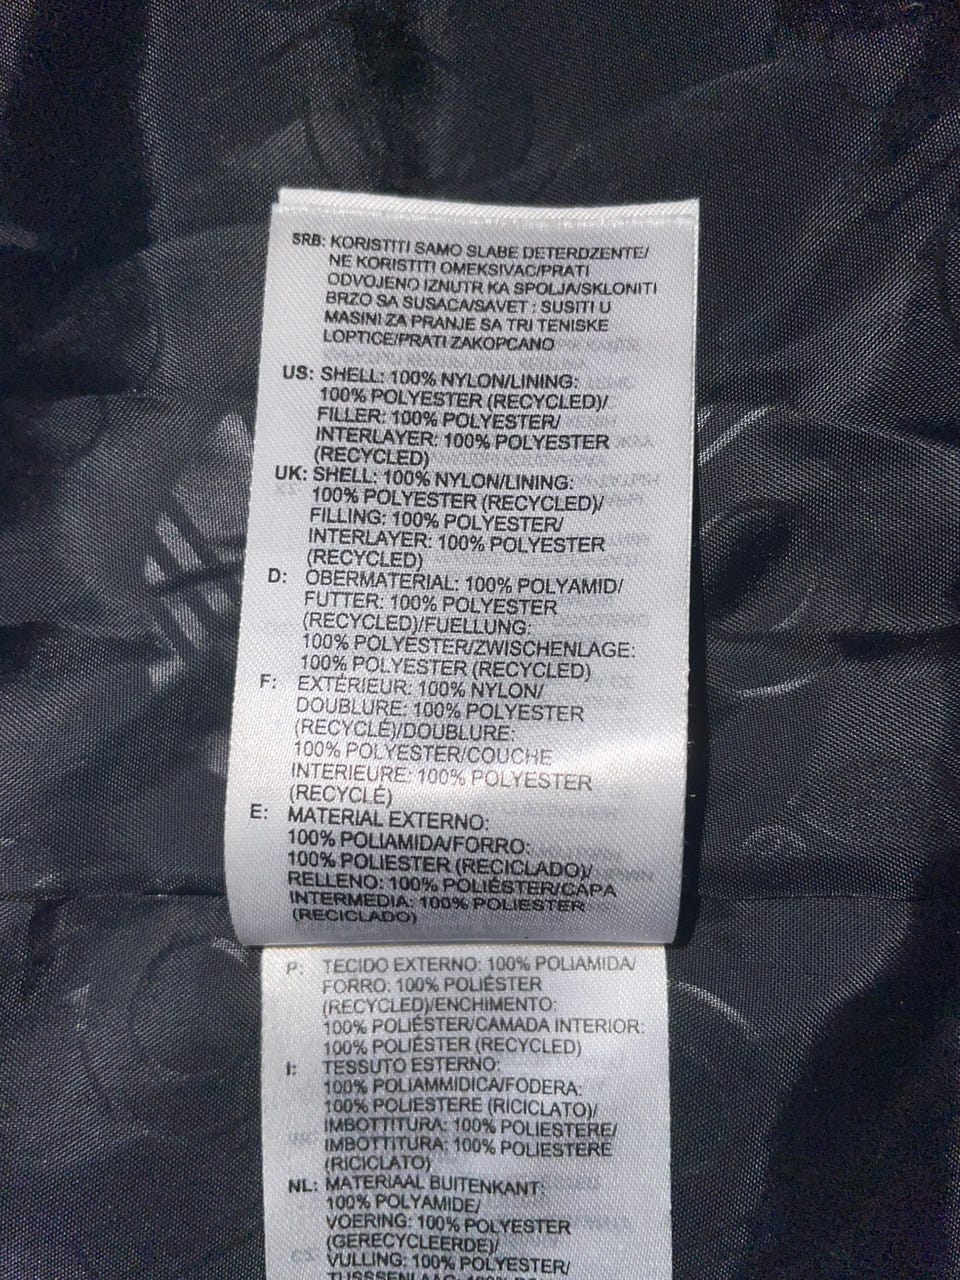 SRB: KORISTITI SAMO SLABE DETERDZENTE/
NE KORISTITI OMEKSIVAC/PRATI
ODVOJENO IZNUTR KA SPOLJA/SKLONITI
BRZO SA SUSACA/SAVET : SUSITI U
MASINI ZA PRANJE SA TRI TENISKE
LOPTICE/PRATI ZAKOPCANO
US: SHELL: 100% NYLON/LINING:
100% POLYESTER (RECYCLED)/
FILLER: 100% POLYESTER/
INTERLAYER: 100% POLYESTER
(RECYCLED)
UK: SHELL: 100% NYLON/LINING:
100% POLYESTER (RECYCLED)/
FILLING: 100% POLYESTER/
INTERLAYER: 100% POLYESTER
(RECYCLED)
D: OBERMATERIAL: 100% POLYAMID/
FUTTER: 100% POLYESTER
(RECYCLED)/FUELLUNG:
100% POLYESTER/ZWISCHENLAGE:
100% POLYESTER (RECYCLED)
F: EXTÉRIEUR: 100% NYLON/
DOUBLURE: 100% POLYESTER
(RECYCLÉ)/DOUBLURE:
100% POLYESTER/COUCHE
INTERIEURE: 100% POLYESTER
(RECYCLÉ)
E: MATERIAL EXTERNO:
100% POLIAMIDA/FORRO:
100% POLIESTER (RECICLADO)/
RELLENO: 100% POLIÉSTER/CAPA
INTERMEDIA: 100% POLIESTER
(RECICLADO)
P: TECIDO EXTERNO: 100% POLIAMIDA/
FORRO: 100% POLIÉSTER
(RECYCLED)/ENCHIMENTO:
100% POLIÉSTER/CAMADA INTERIOR:
100% POLIÉSTER (RECYCLED)
I: TESSUTO ESTERNO:
100% POLIAMMIDICA/FODERA:
100% POLIESTERE (RICICLATO)/
IMBOTTITURA: 100% POLIESTERE/
IMBOTTITURA: 100% POLIESTERE
(RICICLATO)
NL: MATERIAAL BUITENKANT:
100% POLYAMIDE/
VOERING: 100% POLYESTER
(GERECYCLEERDE)/
VULLING: 100% POLYESTER/